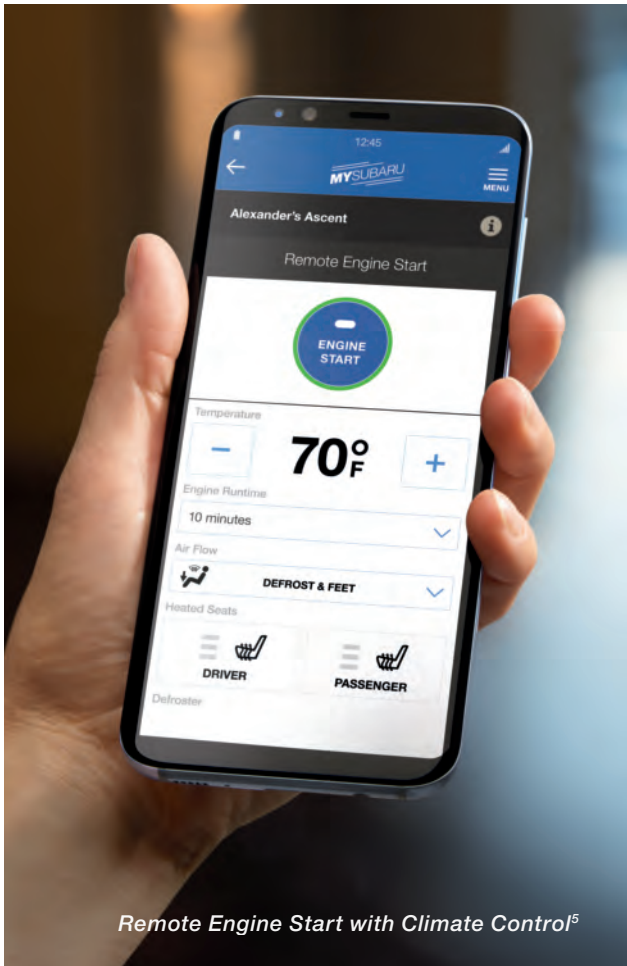 12:45
MYSUBARU
MENU
Alexander's Ascent
i
Remote Engine Start
ENGINE
START
Temperature
− 70°F +
Engine Runtime
10 minutes
Air Flow
DEFROST & FEET
Heated Seats
DRIVER
PASSENGER
Defroster
Remote Engine Start with Climate Control⁵